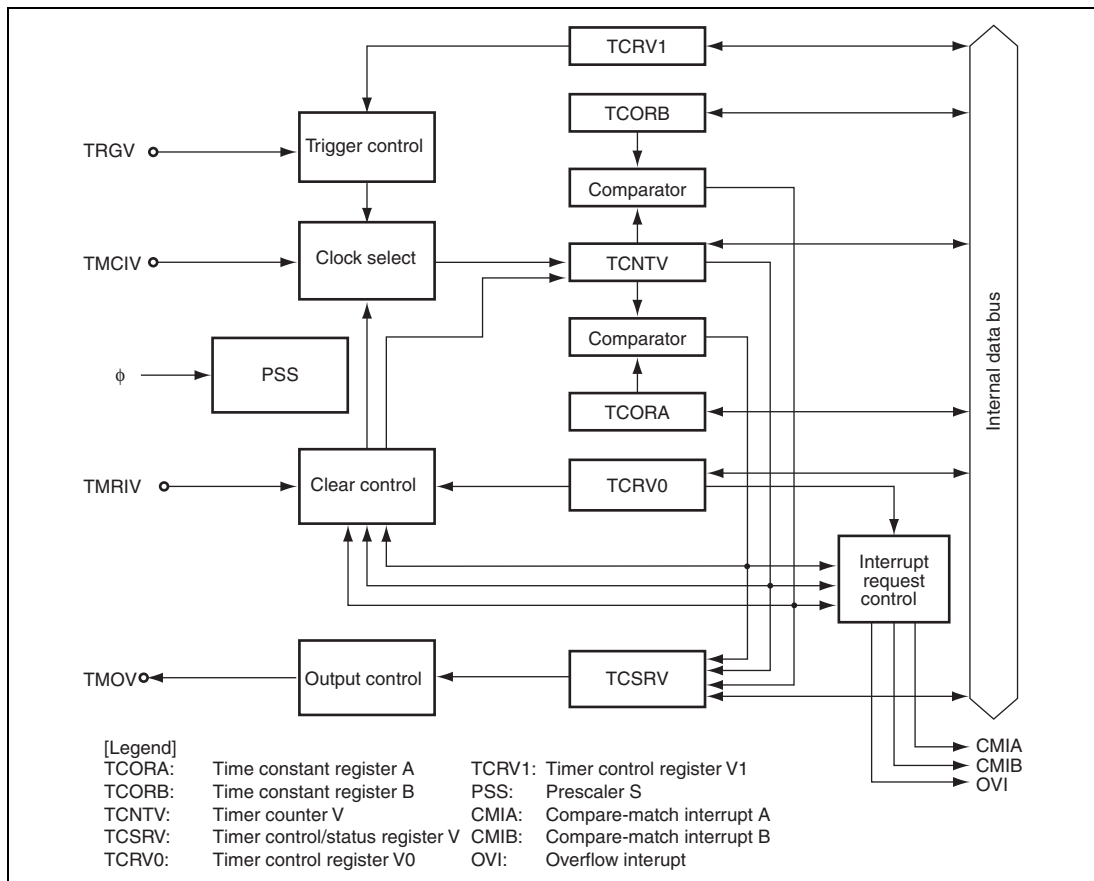 TCRV1
TCORB
TRGV
Trigger control
Comparator
TMCIV
Clock select
TCNTV
Comparator
φ
PSS
TCORA
Internal data bus
TMRIV
Clear control
TCRV0
Interrupt
request
control
TMOV
Output control
TCSRV
CMIA
CMIB
OVI
[Legend]
TCORA: Time constant register A
TCORB: Time constant register B
TCNTV: Timer counter V
TCSRV: Timer control/status register V
TCRV0: Timer control register V0
TCRV1: Timer control register V1
PSS: Prescaler S
CMIA: Compare-match interrupt A
CMIB: Compare-match interrupt B
OVI: Overflow interupt